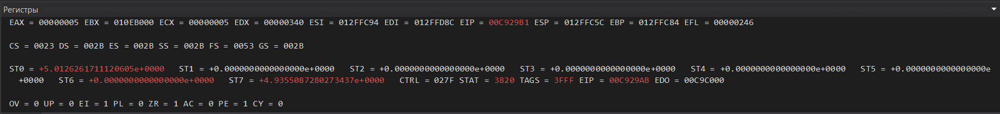 Регистры
EAX = 00000005 EBX = 010EB000 ECX = 00000005 EDX = 00000340 ESI = 012FFC94 EDI = 012FFD8C EIP = 00C929B1 ESP = 012FFC5C EBP = 012FFC84 EFL = 00000246
CS = 0023 DS = 002B ES = 002B SS = 002B FS = 0053 GS = 002B
ST0 = +5.0126261711120605e+0000 ST1 = +0.0000000000000000e+0000 ST2 = +0.0000000000000000e+0000 ST3 = +0.0000000000000000e+0000 ST4 = +0.0000000000000000e+0000 ST5 = +0.0000000000000000e
+0000 ST6 = +0.0000000000000000e+0000 ST7 = +4.9355087280273437e+0000 CTRL = 027F STAT = 3820 TAGS = 3FFF EIP = 00C929AB EDO = 00C9C000
OV = 0 UP = 0 EI = 1 PL = 0 ZR = 1 AC = 0 PE = 1 CY = 0